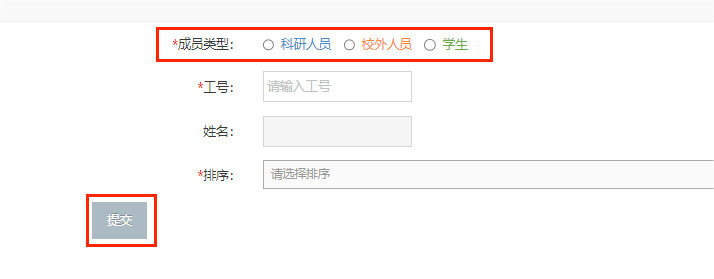 *成员类型： 科研人员 校外人员 学生
*工号： 请输入工号
姓名：
*排序： 请选择排序
提交